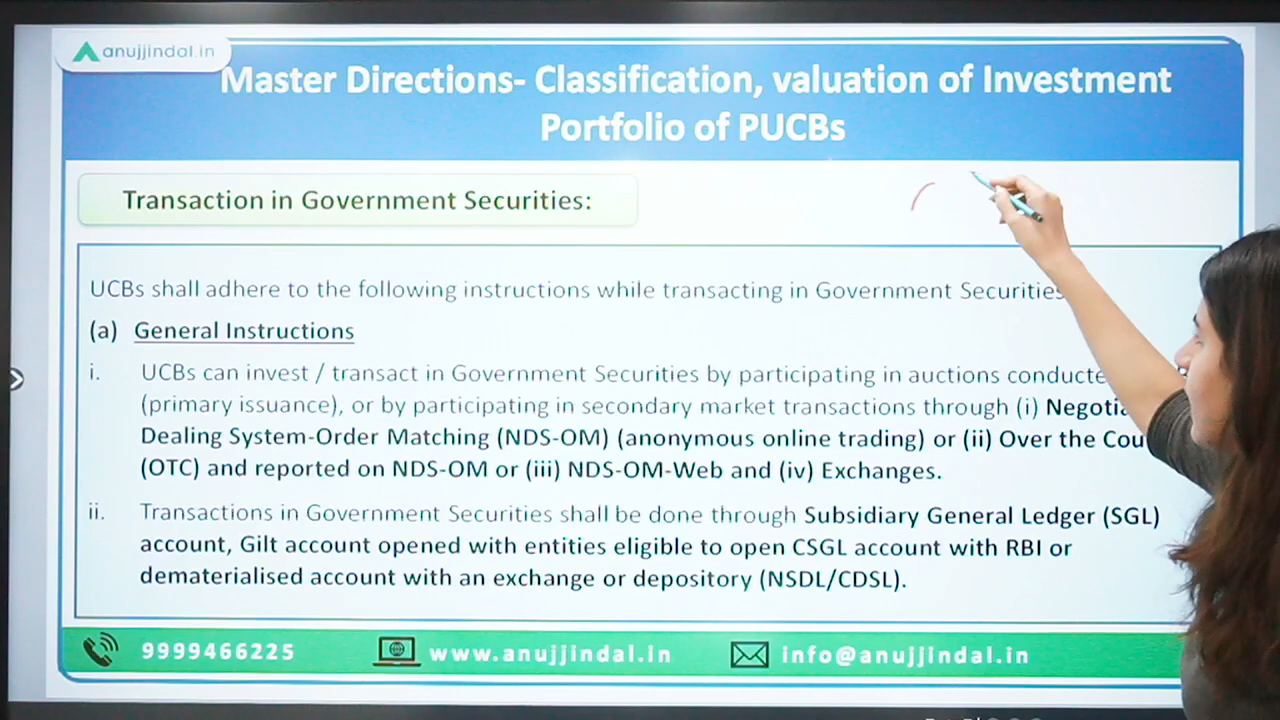 anujjindal.in
Master Directions- Classification, valuation of Investment
Portfolio of PUCBs
Transaction in Government Securities:
UCBs shall adhere to the following instructions while transacting in Government Securities
(a) General Instructions
i. UCBs can invest / transact in Government Securities by participating in auctions
(primary issuance), or by participating in secondary market transactions through (i)
Dealing System-Order Matching (NDS-OM) (anonymous online trading) or (ii) Over the
(OTC) and reported on NDS-OM or (iii) NDS-OM-Web and (iv) Exchanges.
ii. Transactions in Government Securities shall be done through Subsidiary General Ledger (SGL)
account, Gilt account opened with entities eligible to open CSGL account with RBI or
dematerialised account with an exchange or depository (NSDL/CDSL).
9999466225 www.anujjindal.in info@anujjindal.in